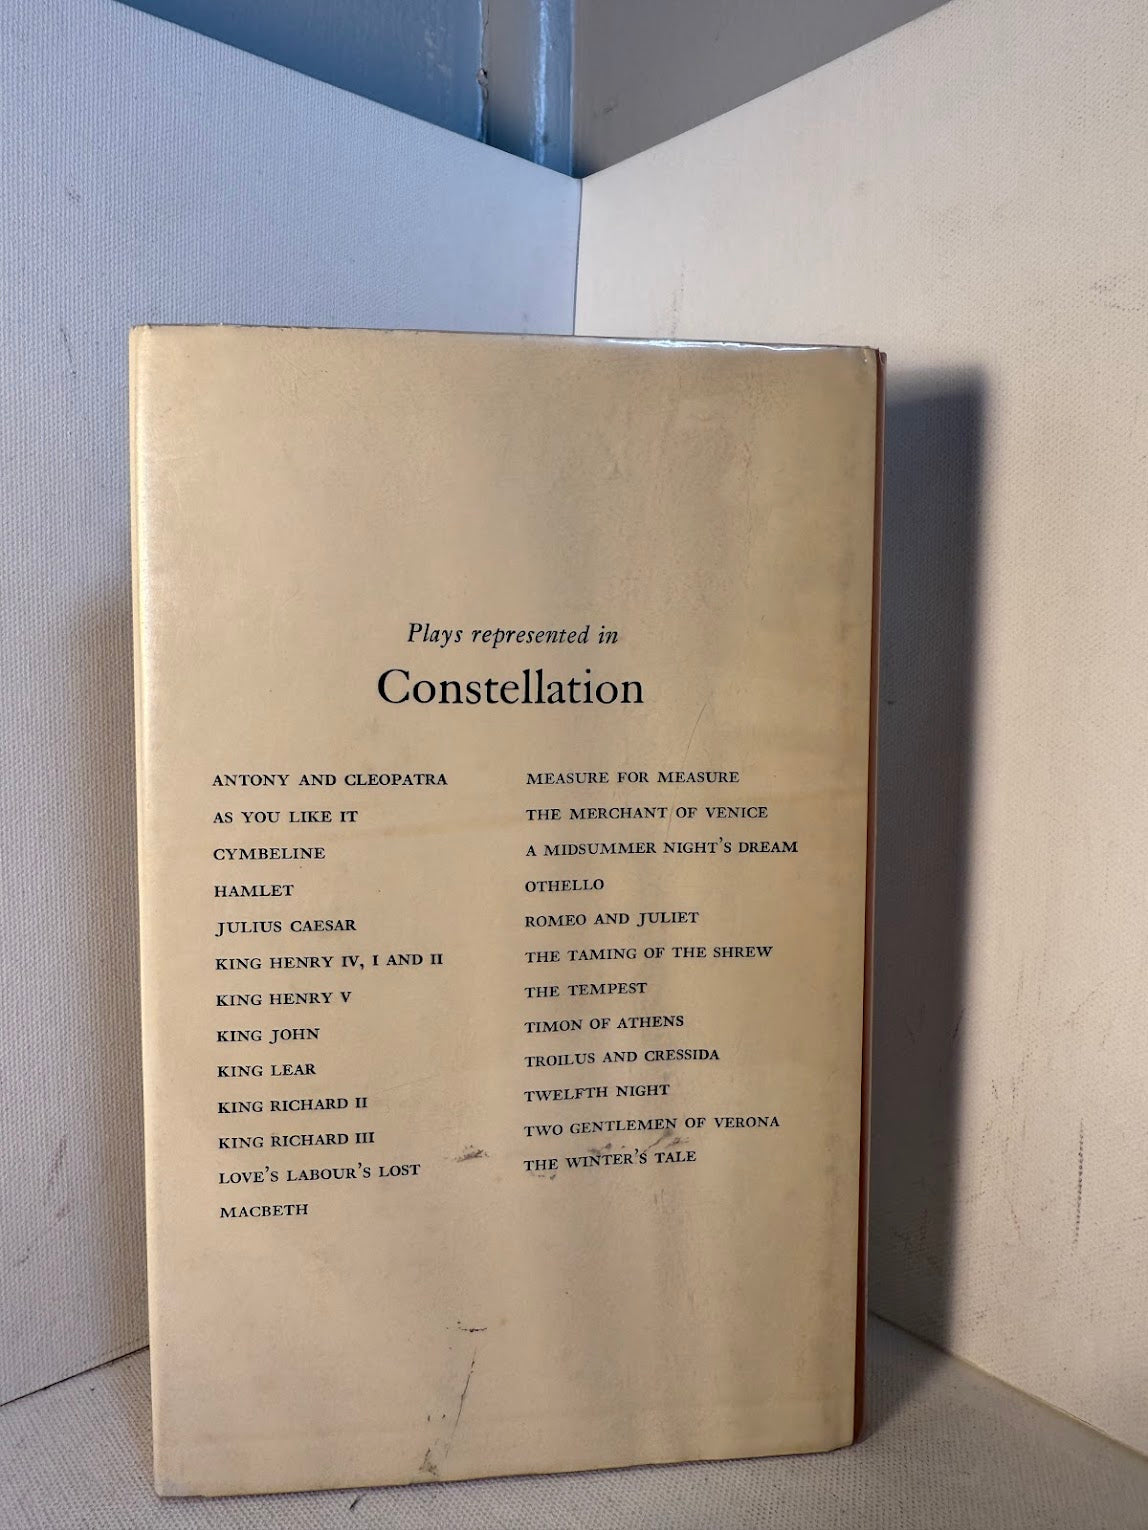 Plays represented in
Constellation
ANTONY AND CLEOPATRA
AS YOU LIKE IT
CYMBELINE
HAMLET
JULIUS CAESAR
KING HENRY IV, I AND II
KING HENRY V
KING JOHN
KING LEAR
KING RICHARD II
KING RICHARD III
LOVE'S LABOUR'S LOST
MACBETH
MEASURE FOR MEASURE
THE MERCHANT OF VENICE
A MIDSUMMER NIGHT'S DREAM
OTHELLO
ROMEO AND JULIET
THE TAMING OF THE SHREW
THE TEMPEST
TIMON OF ATHENS
TROILUS AND CRESSIDA
TWELFTH NIGHT
TWO GENTLEMEN OF VERONA
THE WINTER'S TALE